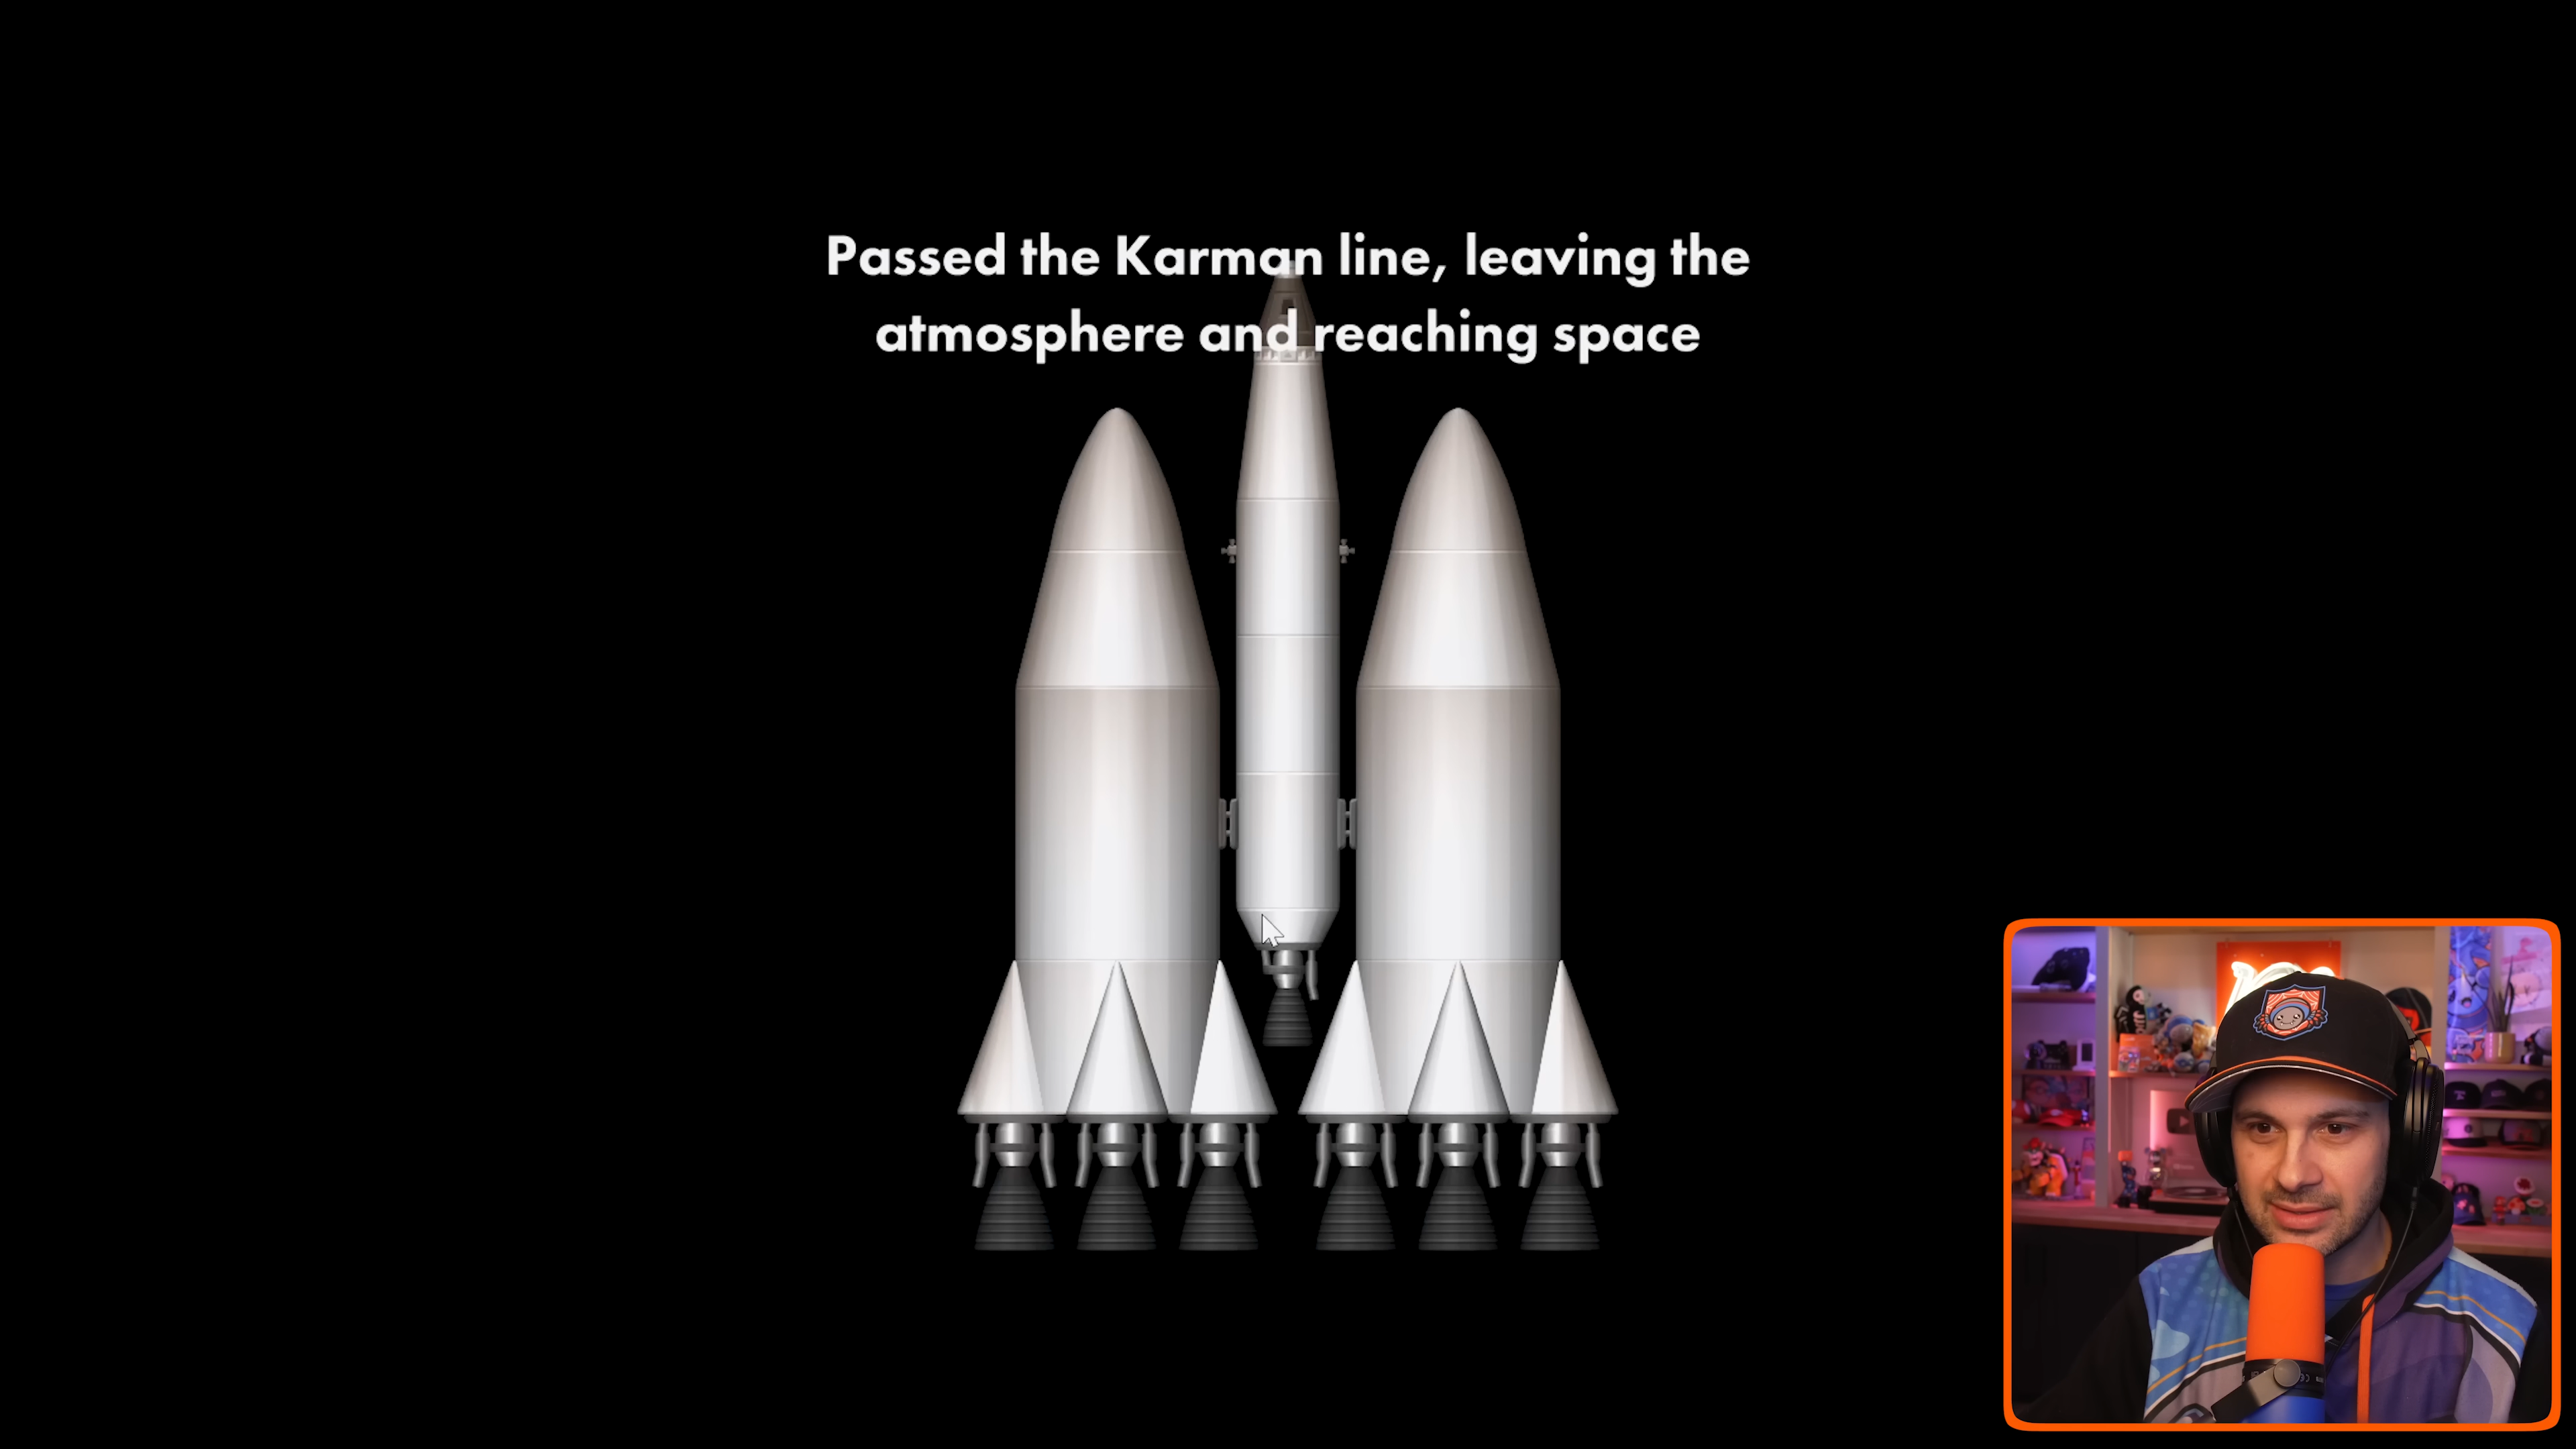 Passed the Karman line, leaving the
atmosphere and reaching space